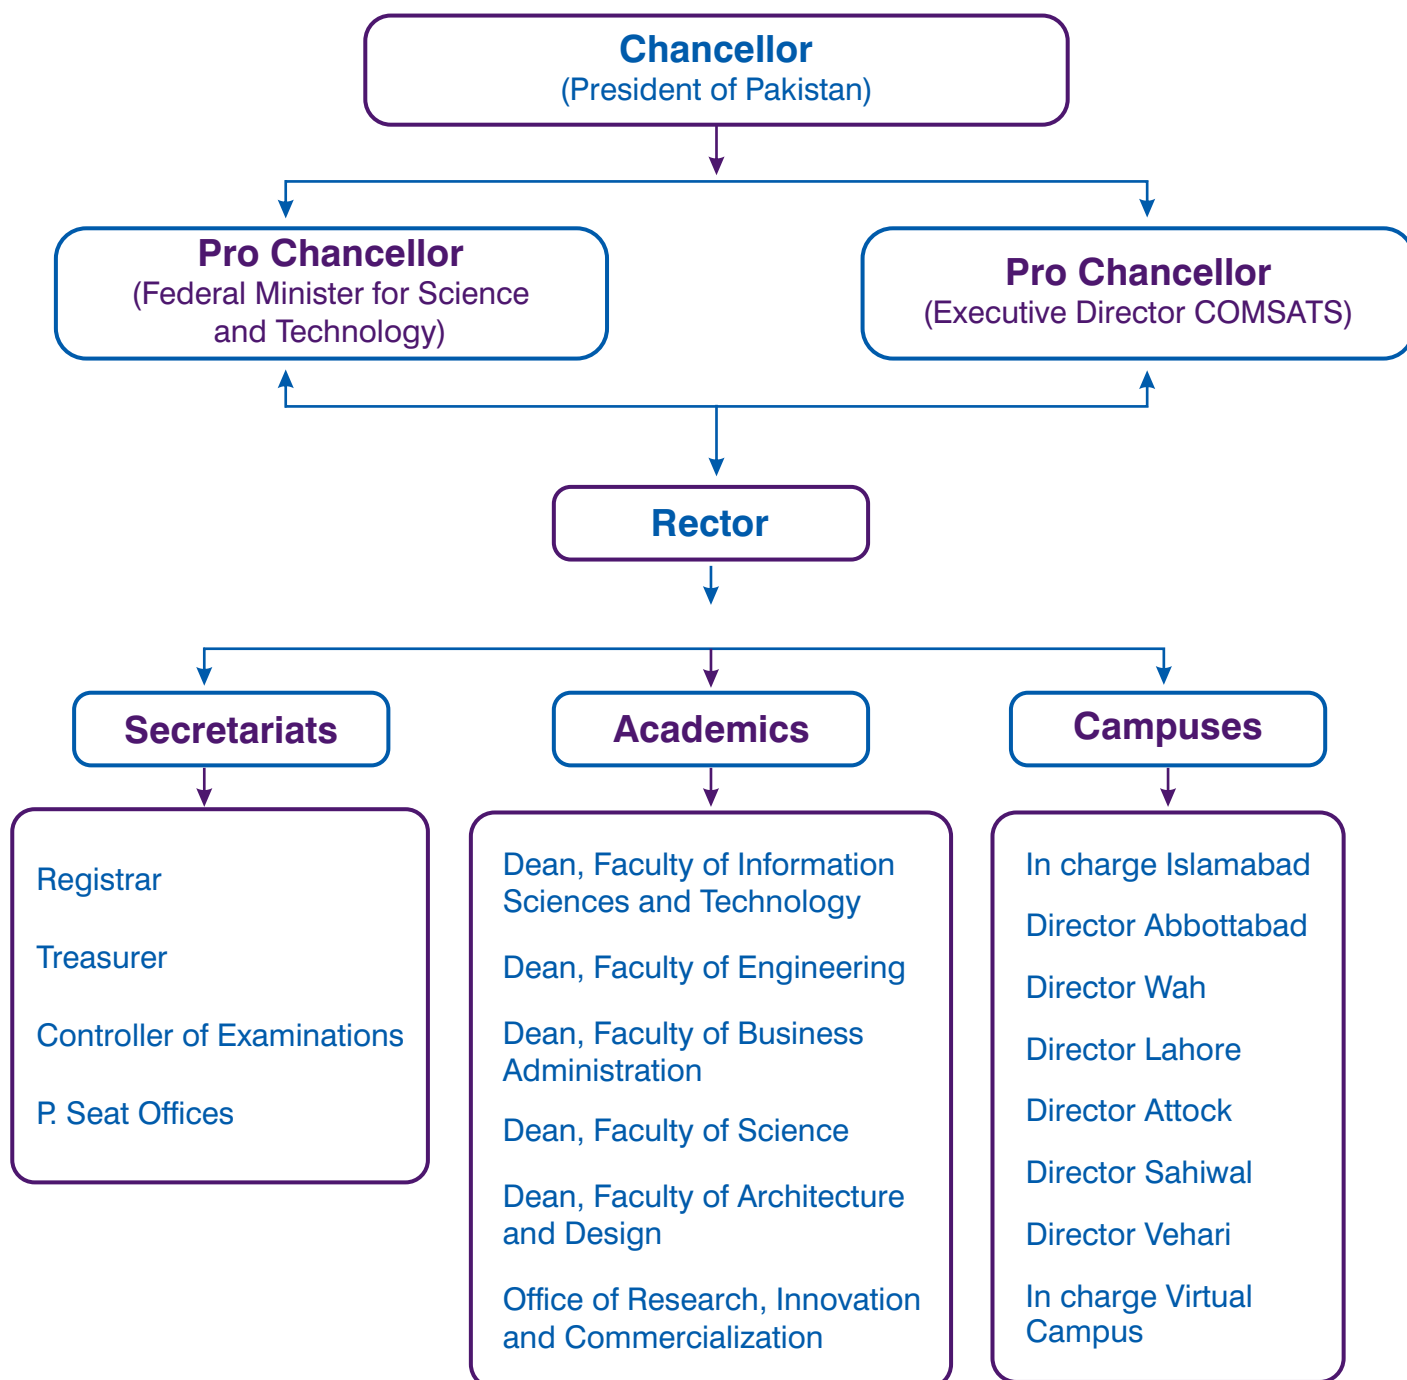 Chancellor
(President of Pakistan)
Pro Chancellor
(Federal Minister for Science
and Technology)
Pro Chancellor
(Executive Director COMSATS)
Rector
Secretariats
Academics
Campuses
Registrar
Treasurer
Controller of Examinations
P. Seat Offices
Dean, Faculty of Information
Sciences and Technology
Dean, Faculty of Engineering
Dean, Faculty of Business
Administration
Dean, Faculty of Science
Dean, Faculty of Architecture
and Design
Office of Research, Innovation
and Commercialization
In charge Islamabad
Director Abbottabad
Director Wah
Director Lahore
Director Attock
Director Sahiwal
Director Vehari
In charge Virtual
Campus